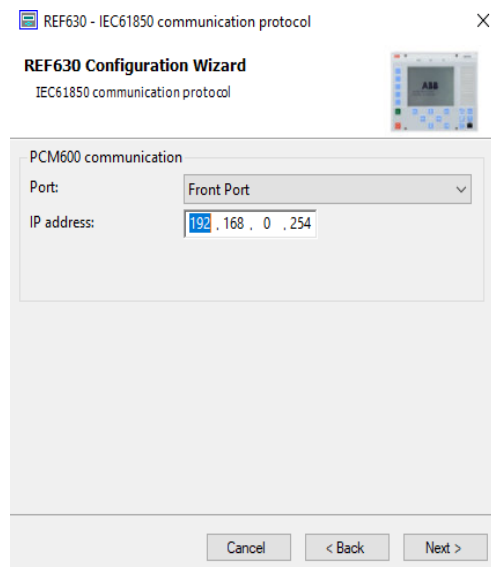 REF630 - IEC61850 communication protocol
REF630 Configuration Wizard
IEC61850 communication protocol
ABB
PCM600 communication
Port: Front Port
IP address: 192 . 168 . 0 . 254
Cancel < Back Next >